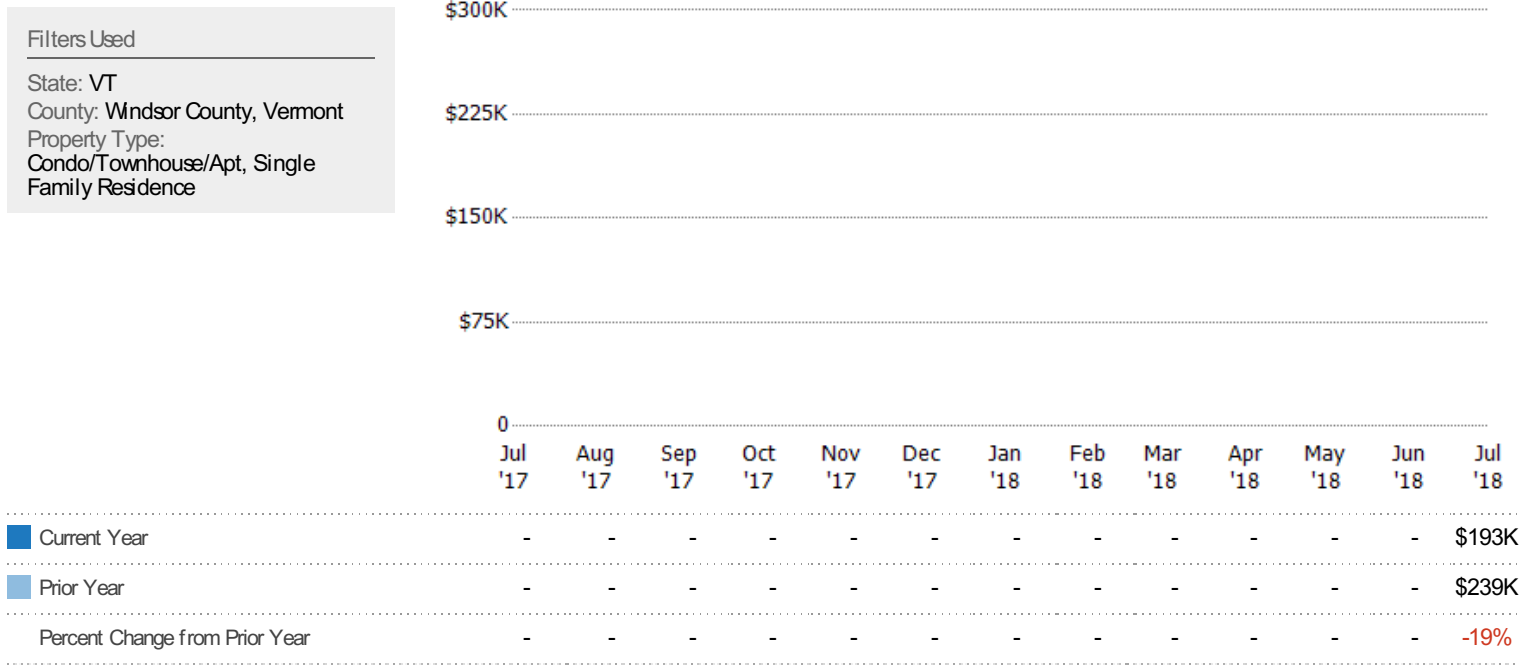 Filters Used
State: VT
County: Windsor County, Vermont
Property Type:
Condo/Townhouse/Apt, Single
Family Residence
$300K
$225K
$150K
$75K
0
Jul Aug Sep Oct Nov Dec Jan Feb Mar Apr May Jun Jul
'17 '17 '17 '17 '17 '17 '18 '18 '18 '18 '18 '18 '18
Current Year - - - - - - - - - - - - $193K
Prior Year - - - - - - - - - - - - $239K
Percent Change from Prior Year - - - - - - - - - - - - -19%